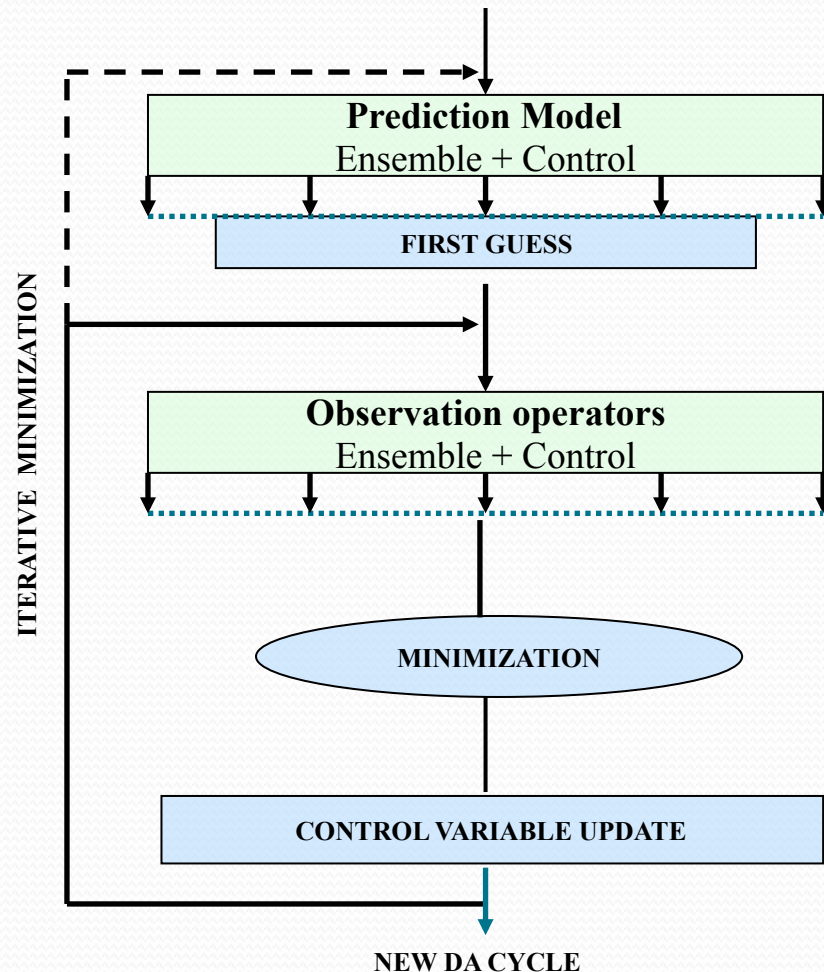 Prediction Model
Ensemble + Control
FIRST GUESS
ITERATIVE MINIMIZATION
Observation operators
Ensemble + Control
MINIMIZATION
CONTROL VARIABLE UPDATE
NEW DA CYCLE